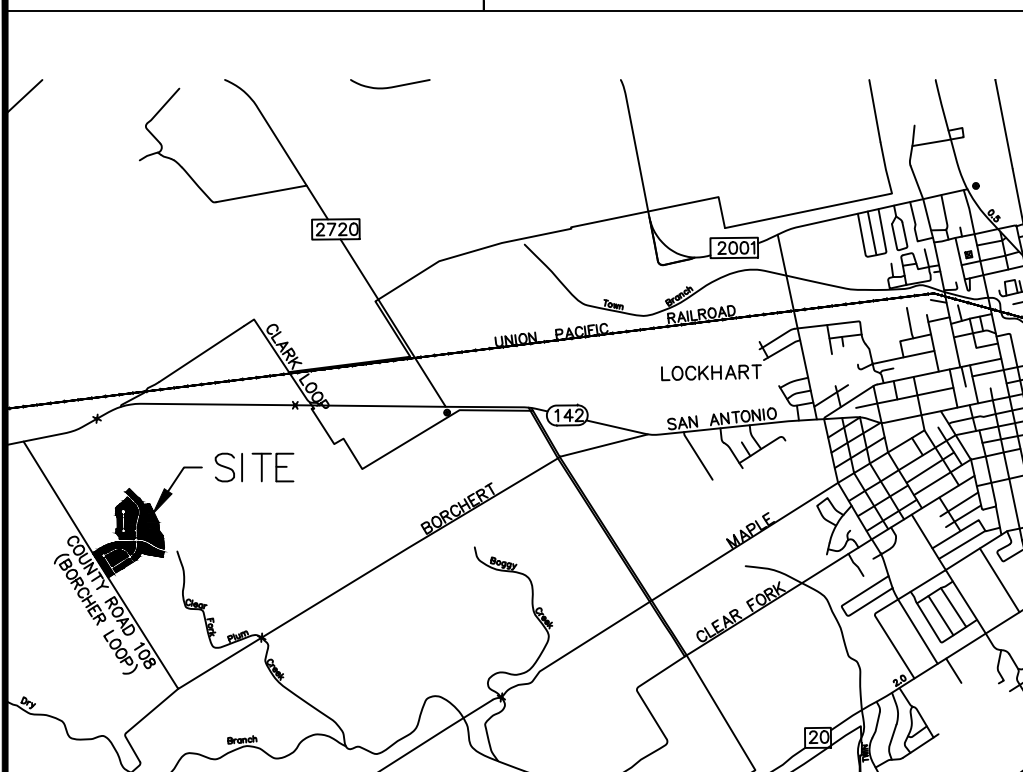 2720
2001
0.5
Town
Branch
UNION PACIFIC RAILROAD
CLARK LOOP
LOCKHART
142
SAN ANTONIO
SITE
BORCHERT
MAPLE
COUNTY ROAD 108
(BORCHER LOOP)
Clear
Fork
Plum
Creek
Boggy
Creek
CLEAR FORK
2.0
Dry
Branch
20
TWIN